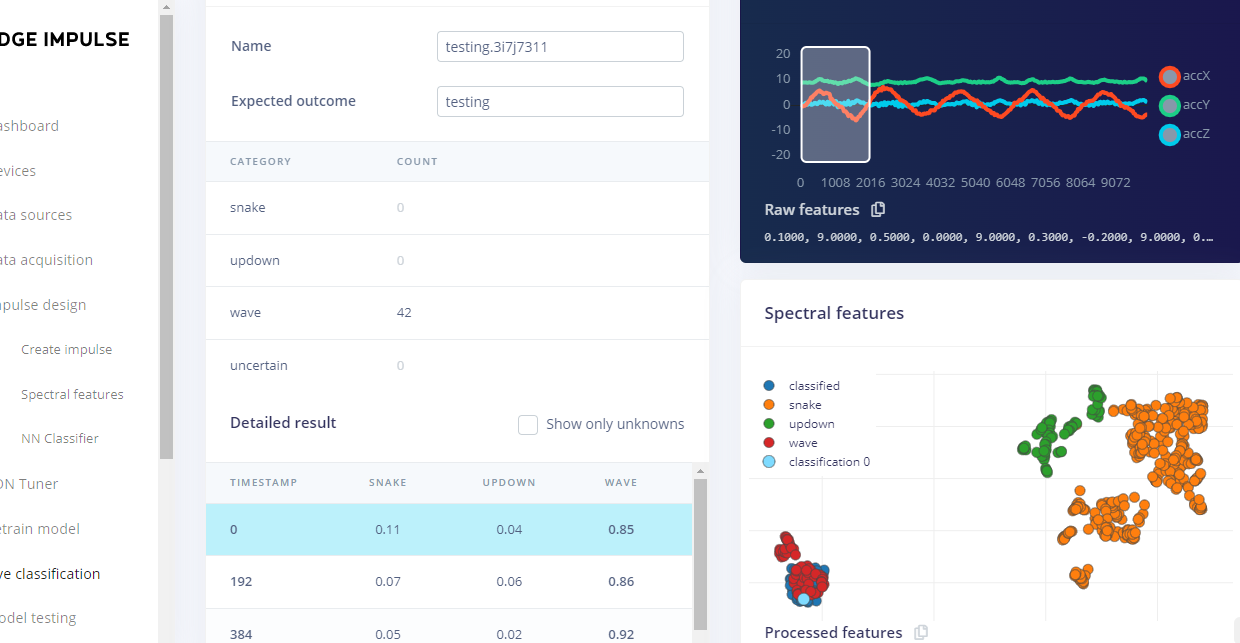 DGE IMPULSE
ashboard
evices
ata sources
ata acquisition
mpulse design
Create impulse
Spectral features
NN Classifier
ON Tuner
etrain model
ve classification
odel testing
Name
testing.3i7j7311
Expected outcome
testing
CATEGORY COUNT
snake 0
updown 0
wave 42
uncertain 0
Detailed result
Show only unknowns
TIMESTAMP SNAKE UPDOWN WAVE
0 0.11 0.04 0.85
192 0.07 0.06 0.86
384 0.05 0.02 0.92
20
10
0
-10
-20
0 1008 2016 3024 4032 5040 6048 7056 8064 9072
accX
accY
accZ
Raw features
0.1000, 9.0000, 0.5000, 0.0000, 9.0000, 0.3000, -0.2000, 9.0000, 0.…
Spectral features
classified
snake
updown
wave
classification 0
Processed features